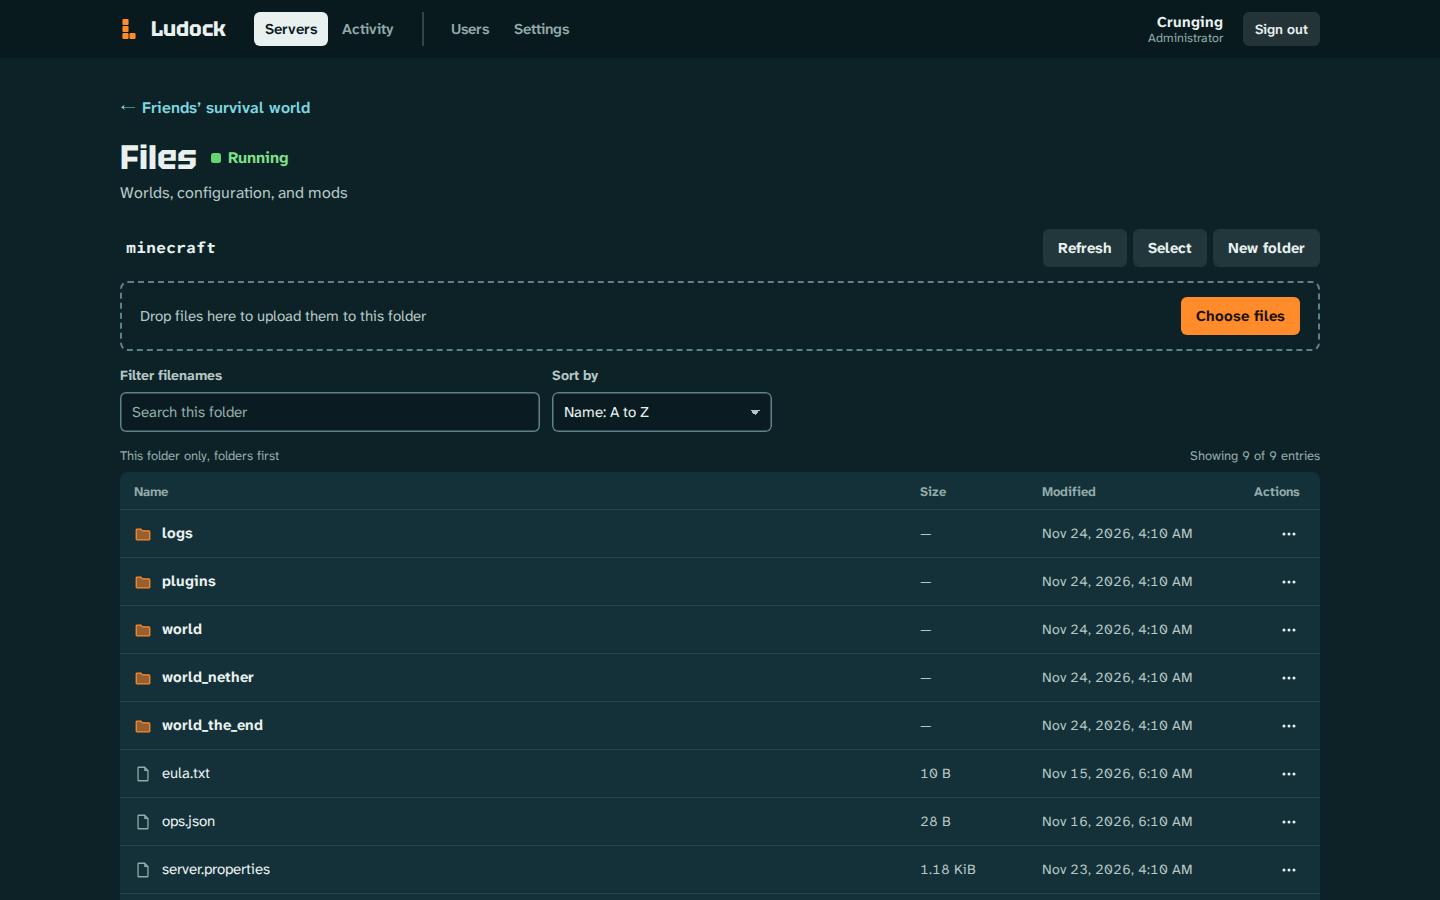 Ludock Servers Activity Users Settings Crunging Sign out
Administrator
← Friends’ survival world
Files Running
Worlds, configuration, and mods
minecraft Refresh Select New folder
Drop files here to upload them to this folder Choose files
Filter filenames Sort by
Search this folder Name: A to Z
This folder only, folders first Showing 9 of 9 entries
Name Size Modified Actions
logs — Nov 24, 2026, 4:10 AM
plugins — Nov 24, 2026, 4:10 AM
world — Nov 24, 2026, 4:10 AM
world_nether — Nov 24, 2026, 4:10 AM
world_the_end — Nov 24, 2026, 4:10 AM
eula.txt 10 B Nov 15, 2026, 6:10 AM
ops.json 28 B Nov 16, 2026, 6:10 AM
server.properties 1.18 KiB Nov 23, 2026, 4:10 AM